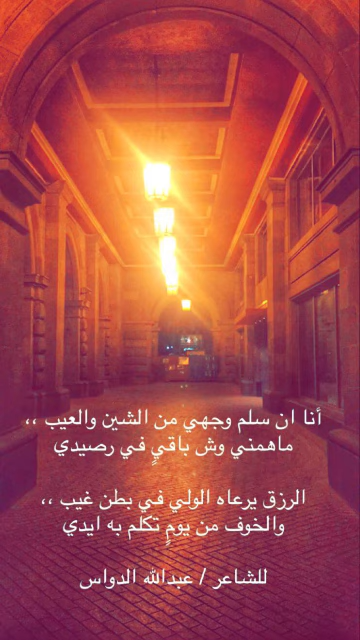 أنا ان سلم وجهي من الشين والعيب ،،
ماهمني وش باقيٍ في رصيدي
الرزق يرعاه الولي في بطن غيب ،،
والخوف من يومٍ تكلم به ايدي
للشاعر / عبدالله الدواس